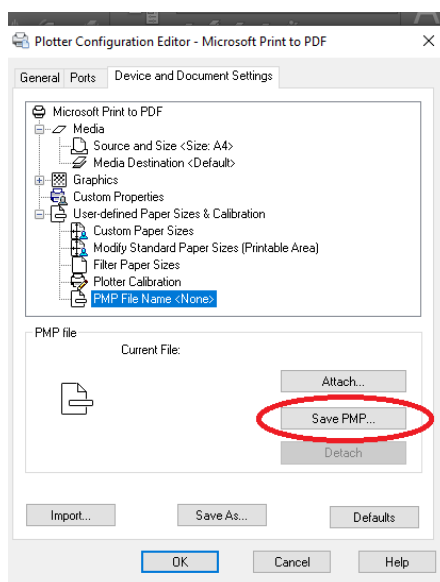 Plotter Configuration Editor - Microsoft Print to PDF
General Ports Device and Document Settings
Microsoft Print to PDF
Media
Source and Size <Size: A4>
Media Destination <Default>
Graphics
Custom Properties
User-defined Paper Sizes & Calibration
Custom Paper Sizes
Modify Standard Paper Sizes (Printable Area)
Filter Paper Sizes
Plotter Calibration
PMP File Name <None>
PMP file
Current File:
Attach...
Save PMP...
Detach
Import... Save As... Defaults
OK Cancel Help